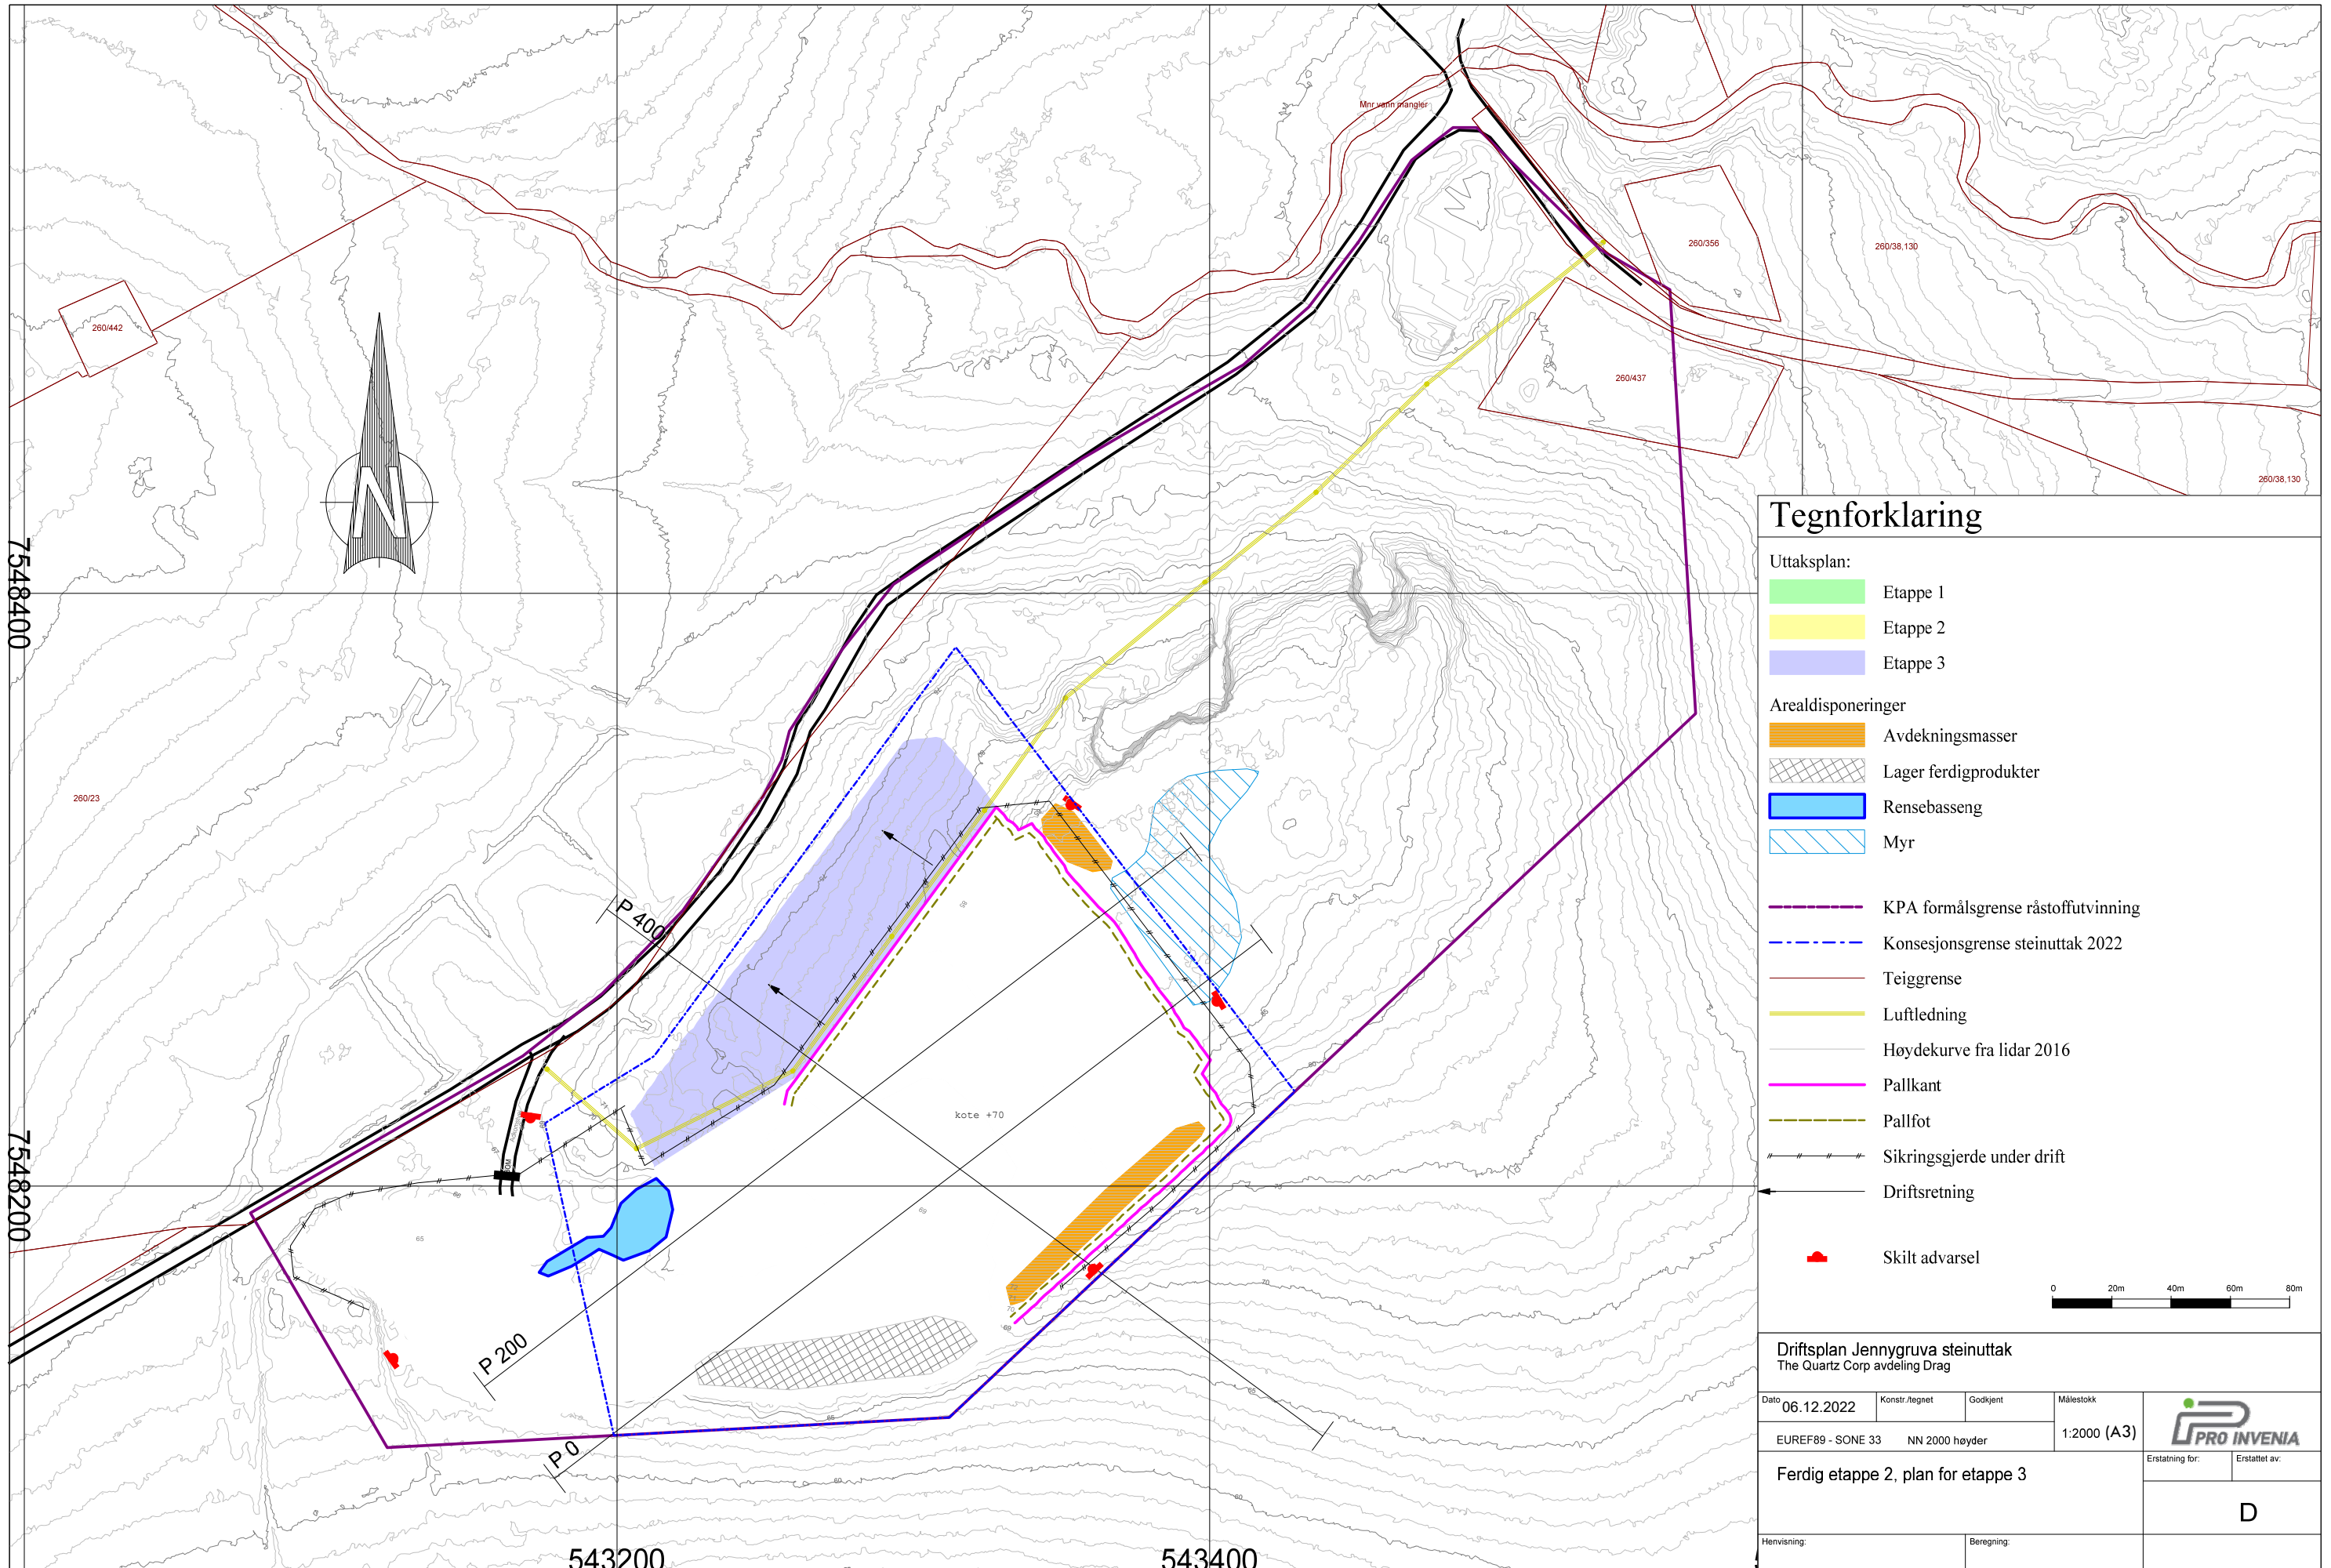 Mnr vann mangler
260/356
260/38,130
260/442
260/437
260/38,130
N
7548400
260/23
P 400
kote +70
7548200
BOM
65
68
67
69
P 200
P 0
543200
543400
Tegnforklaring
Uttaksplan:
Etappe 1
Etappe 2
Etappe 3
Arealdisponeringer
Avdekningsmasser
Lager ferdigprodukter
Rensebasseng
Myr
KPA formålsgrense råstoffutvinning
Konsesjonsgrense steinuttak 2022
Teiggrense
Luftledning
Høydekurve fra lidar 2016
Pallkant
Pallfot
Sikringsgjerde under drift
Driftsretning
Skilt advarsel
0 20m 40m 60m 80m
Driftsplan Jennygruva steinuttak
The Quartz Corp avdeling Drag
Dato 06.12.2022
Konstr./tegnet
Godkjent
Målestokk
1:2000 (A3)
EUREF89 - SONE 33 NN 2000 høyder
PRO INVENIA
Ferdig etappe 2, plan for etappe 3
Erstatning for:
Erstattet av:
D
Henvisning:
Beregning: